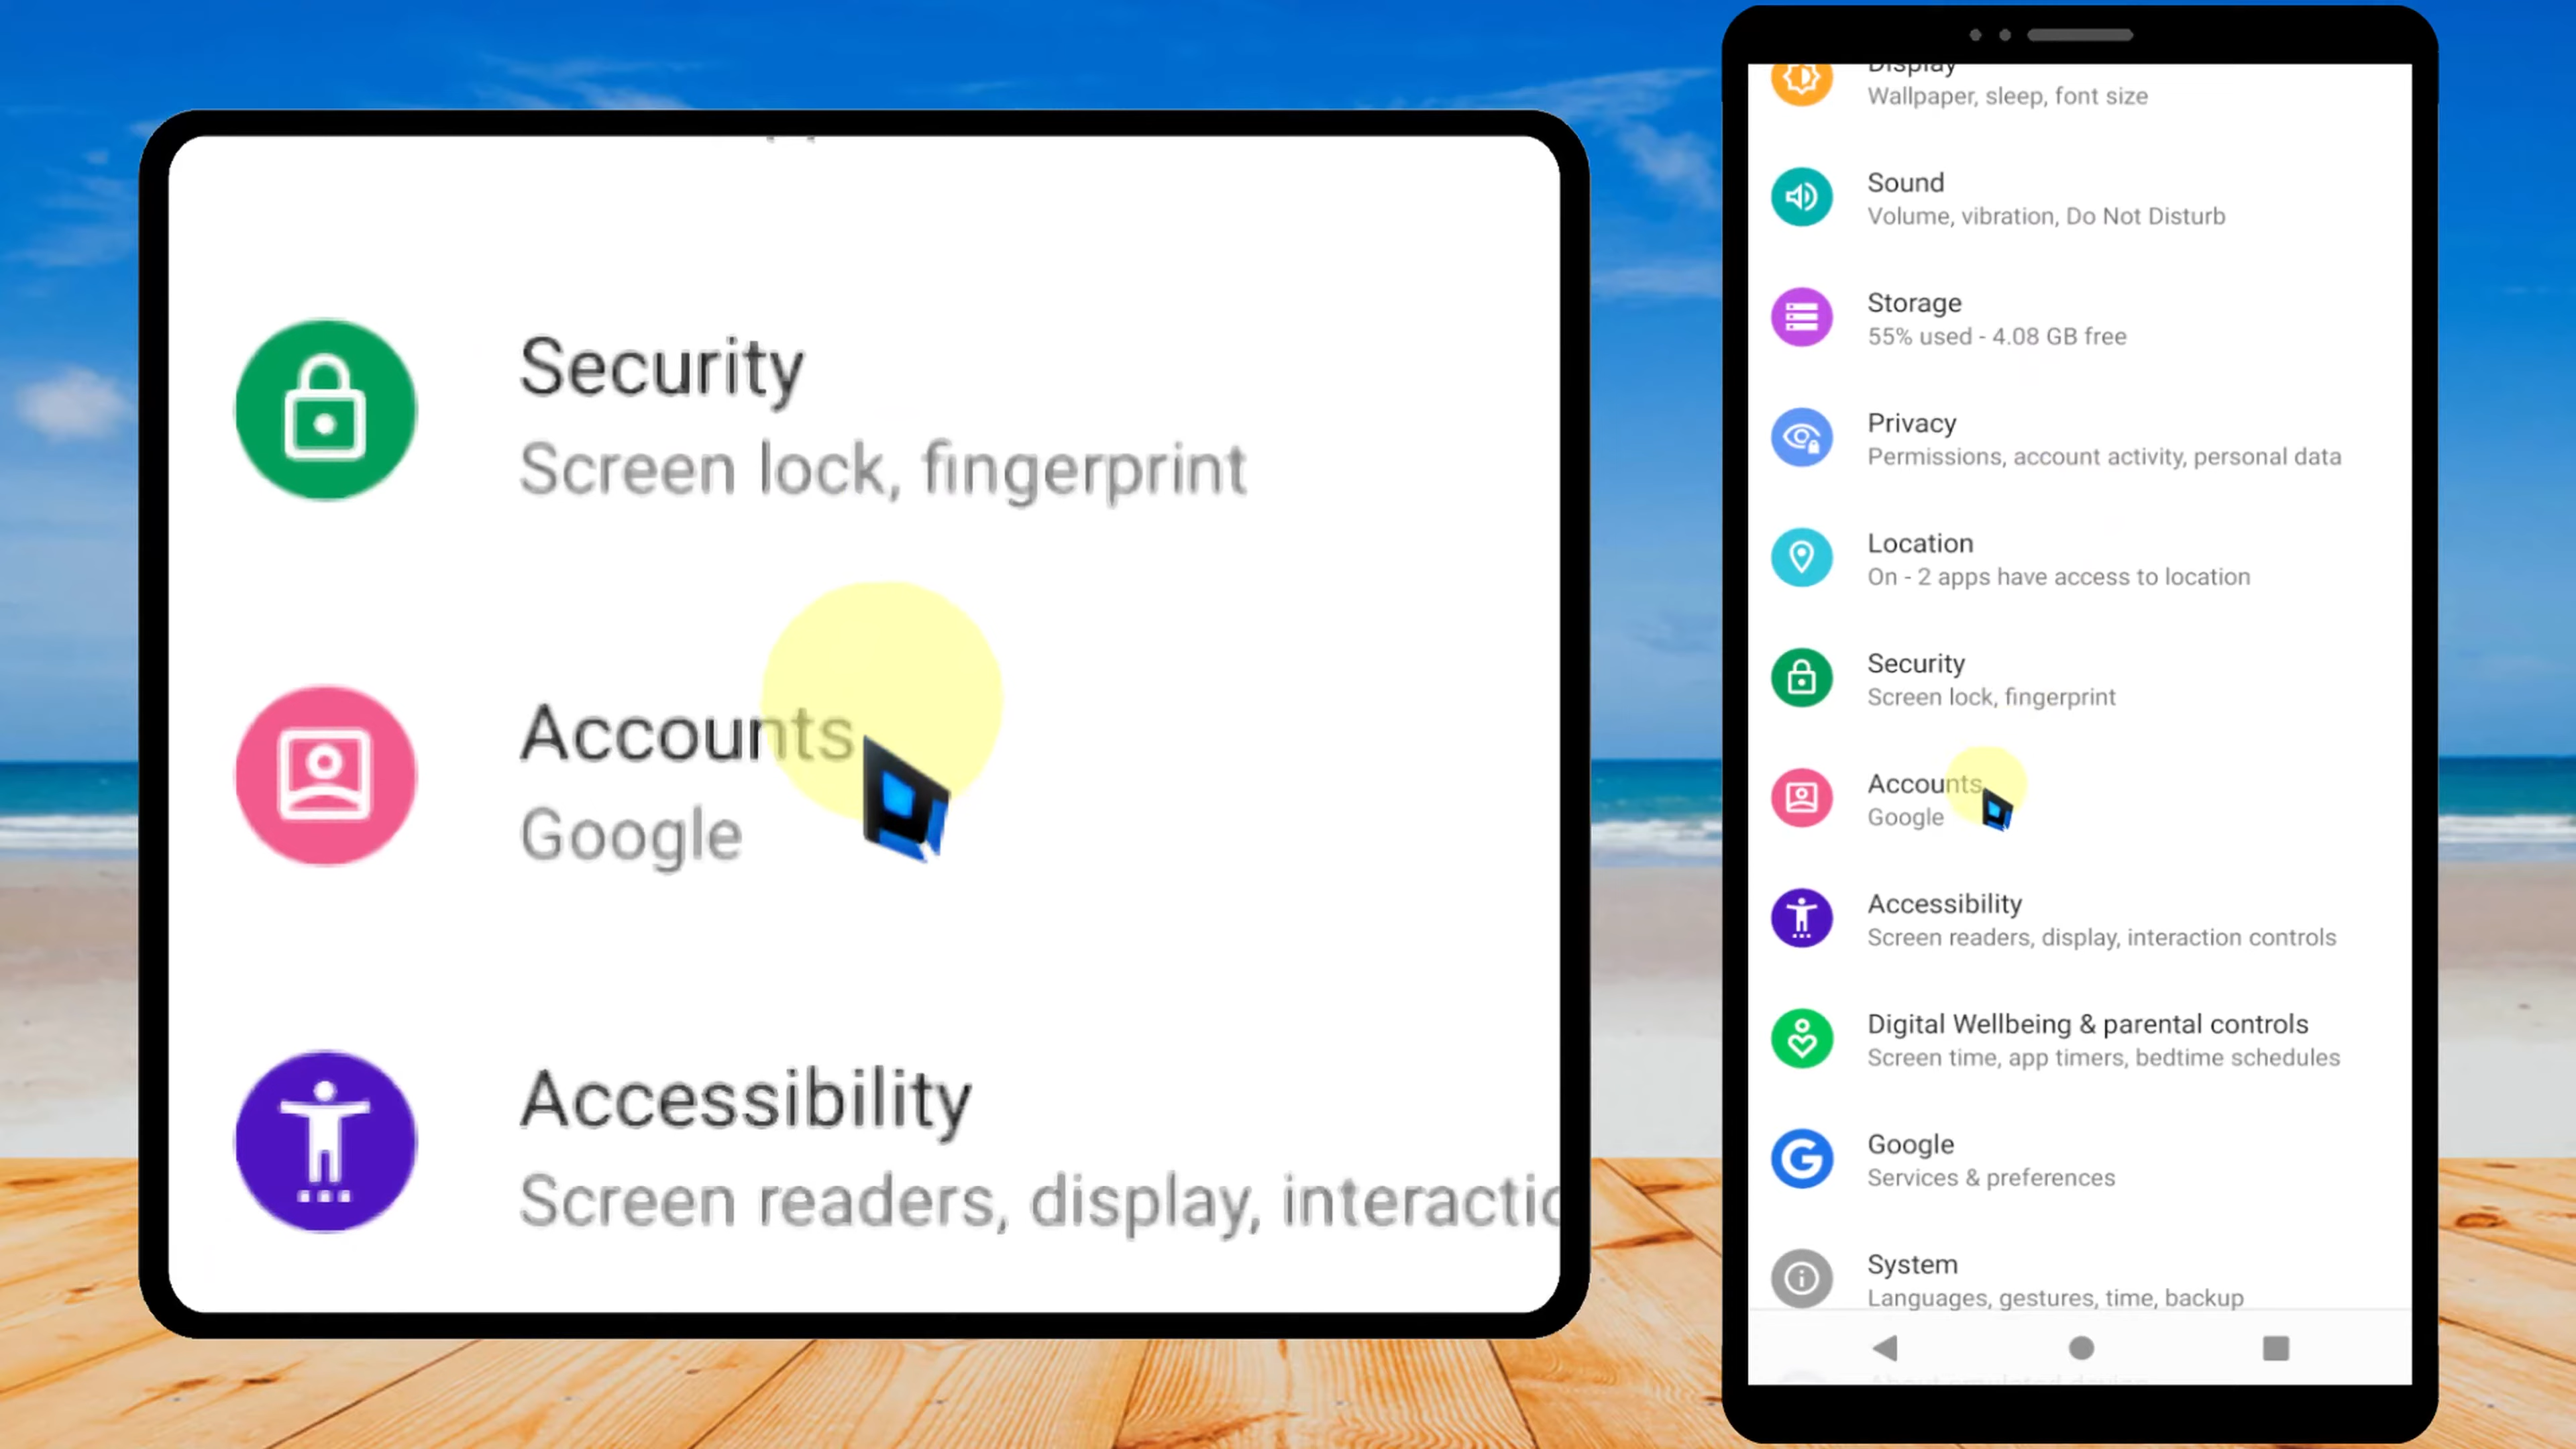 Security
Screen lock, fingerprint
Accounts
Google
Accessibility
Screen readers, display, interactio
Display
Wallpaper, sleep, font size
Sound
Volume, vibration, Do Not Disturb
Storage
55% used - 4.08 GB free
Privacy
Permissions, account activity, personal data
Location
On - 2 apps have access to location
Security
Screen lock, fingerprint
Accounts
Google
Accessibility
Screen readers, display, interaction controls
Digital Wellbeing & parental controls
Screen time, app timers, bedtime schedules
Google
Services & preferences
System
Languages, gestures, time, backup